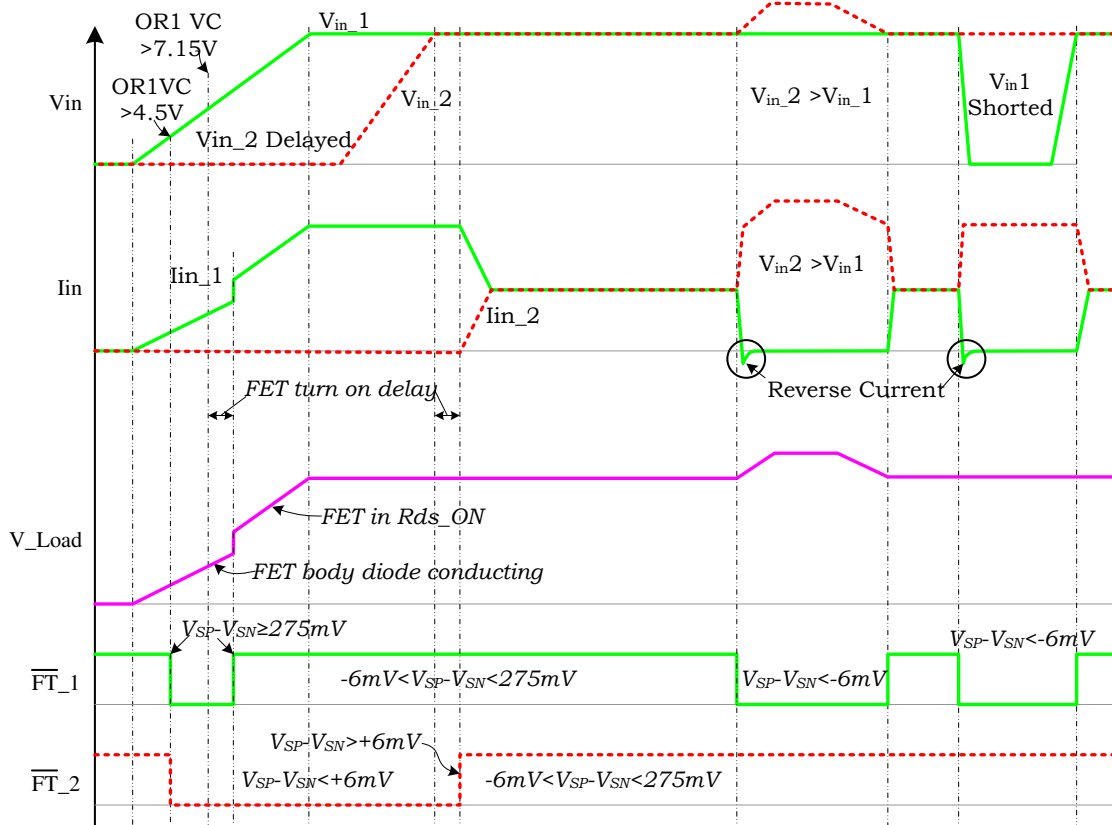 OR1 VC
>7.15V
V_in_1
OR1VC
>4.5V
Vin
V_in_2
Vin_2 Delayed
V_in_2 >V_in_1
V_in1
Shorted
Iin_1
V_in2 >V_in1
Iin
Iin_2
FET turn on delay
Reverse Current
FET in Rds_ON
V_Load
FET body diode conducting
V_SP-V_SN≥275mV
V_SP-V_SN<-6mV
FT_1
-6mV<V_SP-V_SN<275mV
V_SP-V_SN<-6mV
V_SP-V_SN>+6mV
FT_2
V_SP-V_SN<+6mV
-6mV<V_SP-V_SN<275mV